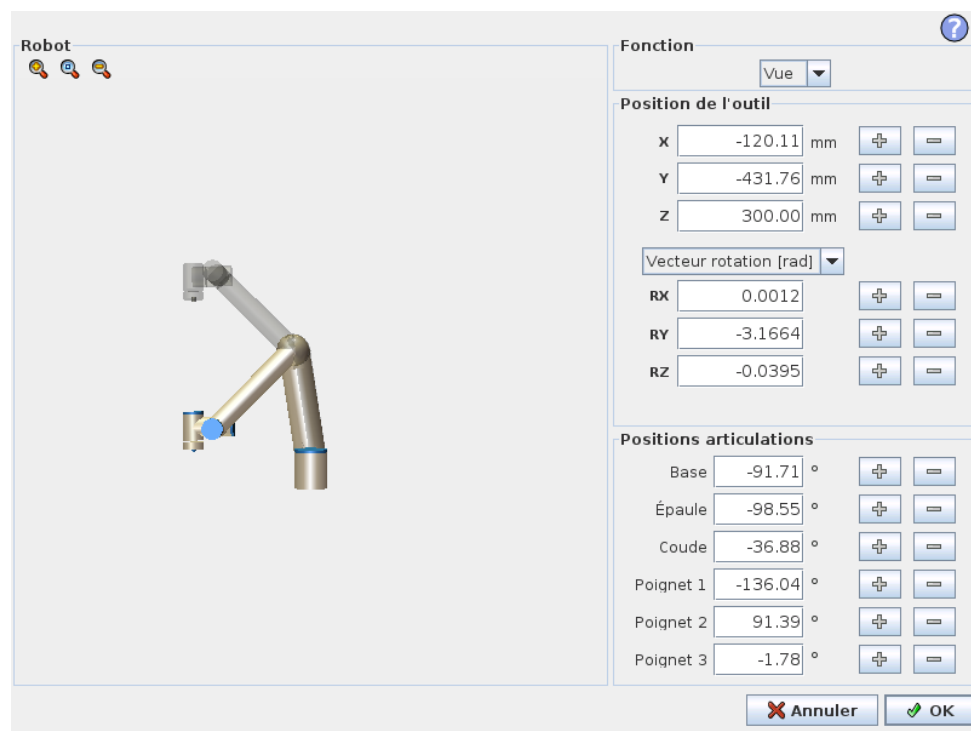 ?
Robot
Fonction
Vue
Position de l'outil
X -120.11 mm
Y -431.76 mm
Z 300.00 mm
Vecteur rotation [rad]
RX 0.0012
RY -3.1664
RZ -0.0395
Positions articulations
Base -91.71 °
Épaule -98.55 °
Coude -36.88 °
Poignet 1 -136.04 °
Poignet 2 91.39 °
Poignet 3 -1.78 °
Annuler OK